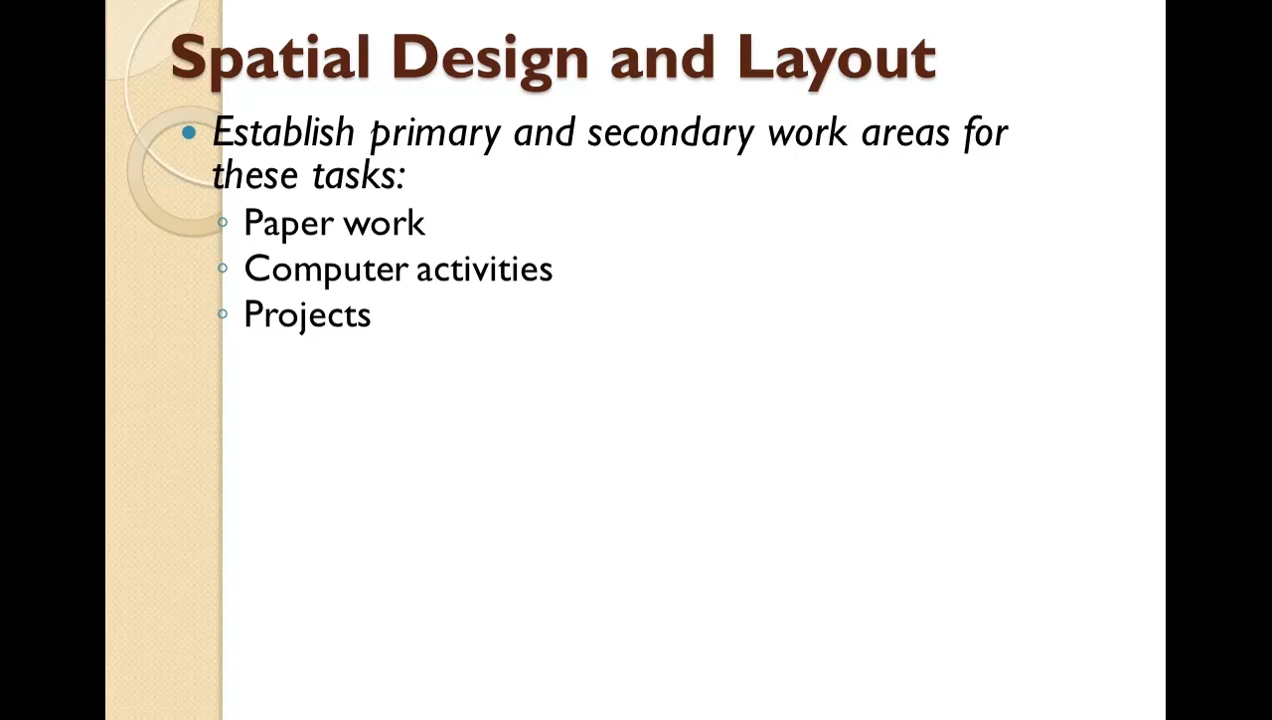 Spatial Design and Layout
Establish primary and secondary work areas for
these tasks:
Paper work
Computer activities
Projects